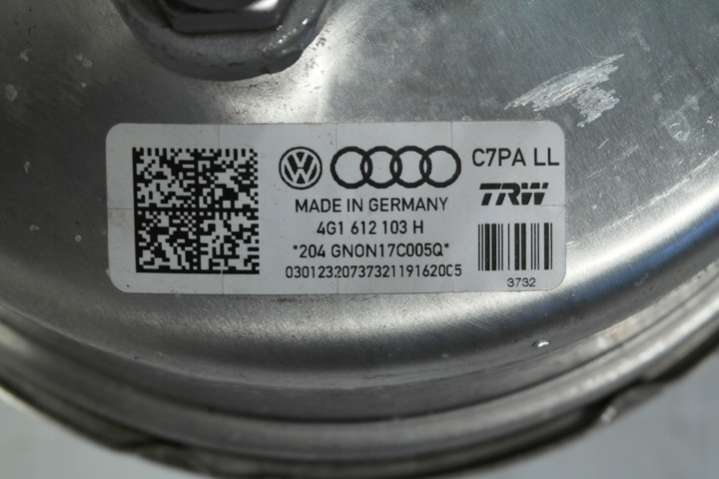 C7PA LL
MADE IN GERMANY
TRW
4G1 612 103 H
*204 GNON17C005Q*
03012320737321191620C5
3732